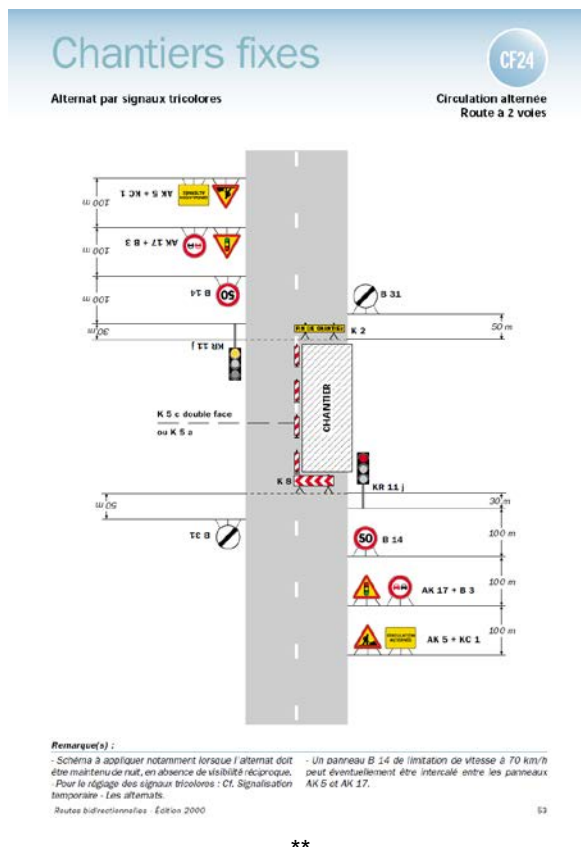 Chantiers fixes
CF24
Alternat par signaux tricolores
Circulation alternée
Route à 2 voies
AK 5 + KC 1
100 m
AK 17 + B 3
100 m
50
B 14
100 m
B 31
50 m
30 m
KR 11 j
FIN DE CHANTIER
K 2
CHANTIER
K 5 c double face
ou K 5 a
K 8
KR 11 j
50 m
30 m
B 31
50
B 14
100 m
AK 17 + B 3
100 m
CIRCULATION
ALTERNÉE
AK 5 + KC 1
100 m
Remarque(s) :
- Schéma à appliquer notamment lorsque l'alternat doit
être maintenu de nuit, en absence de visibilité réciproque.
- Pour le réglage des signaux tricolores : Cf. Signalisation
temporaire - Les alternats.
- Un panneau B 14 de limitation de vitesse à 70 km/h
peut éventuellement être intercalé entre les panneaux
AK 5 et AK 17.
Routes bidirectionnelles - Édition 2000
53
**